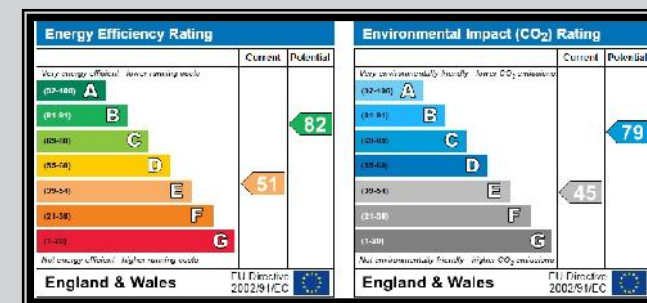 Energy Efficiency Rating
Current Potential
Very energy efficient - lower running costs
(92-100) A
(81-91) B
(69-80) C
(55-68) D
(39-54) E
(21-38) F
(1-20) G
51
82
Not energy efficient - higher running costs
England & Wales
EU Directive
2002/91/EC
Environmental Impact (CO2) Rating
Current Potential
Very environmentally friendly - lower CO2 emissions
(92-100) A
(81-91) B
(69-80) C
(55-68) D
(39-54) E
(21-38) F
(1-20) G
45
79
Not environmentally friendly - higher CO2 emissions
England & Wales
EU Directive
2002/91/EC